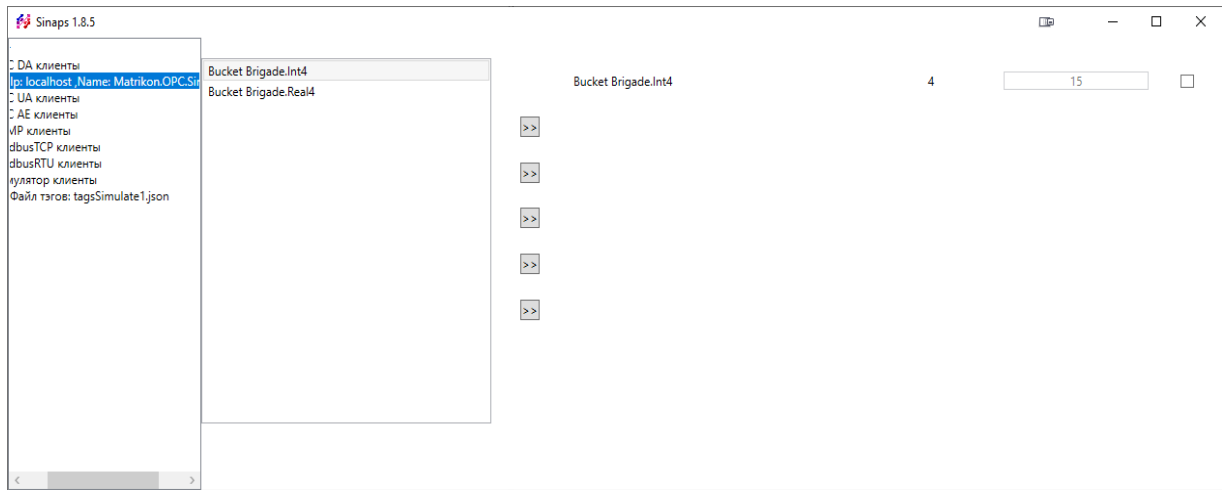 Sinaps 1.8.5
C DA клиенты
Ip: localhost ,Name: Matrikon.OPC.Sir
C UA клиенты
C AE клиенты
MP клиенты
dbusTCP клиенты
dbusRTU клиенты
мулятор клиенты
Файл тэгов: tagsSimulate1.json
Bucket Brigade.Int4
Bucket Brigade.Real4
>>
>>
>>
>>
>>
Bucket Brigade.Int4 4 15